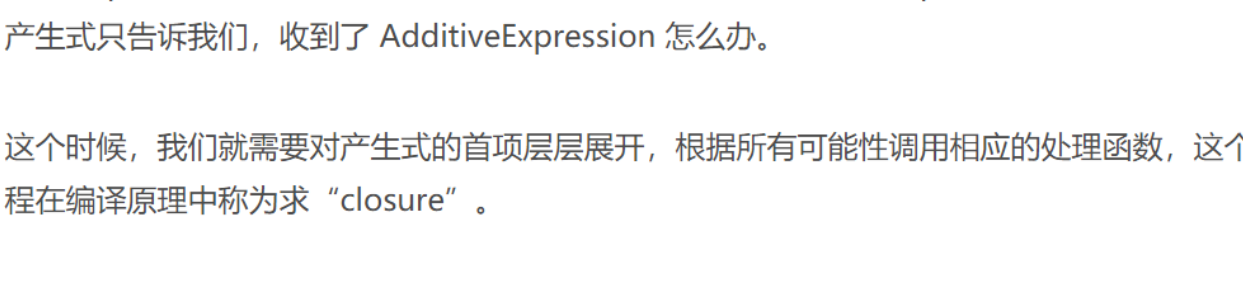 产生式只告诉我们，收到了 AdditiveExpression 怎么办。
这个时候，我们就需要对产生式的首项层层展开，根据所有可能性调用相应的处理函数，这个
程在编译原理中称为求“closure”。